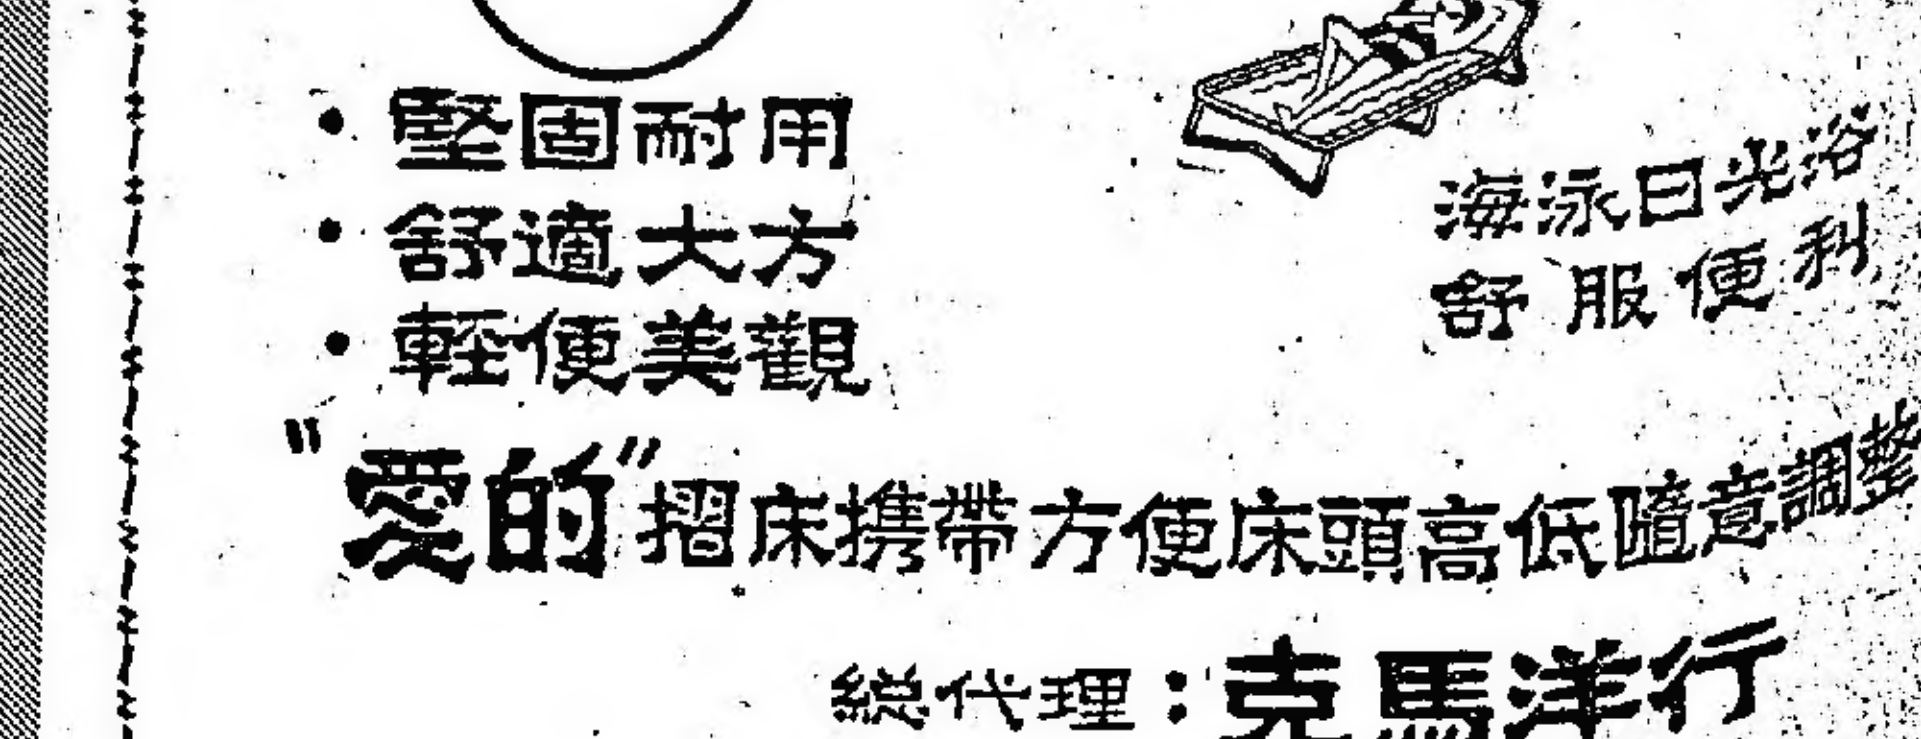 堅固耐用
舒適大方
輕便美觀
海泳日光浴
舒服便利
"愛的"摺床攜帶方便床頭高低隨意調整
総代理:克馬洋行